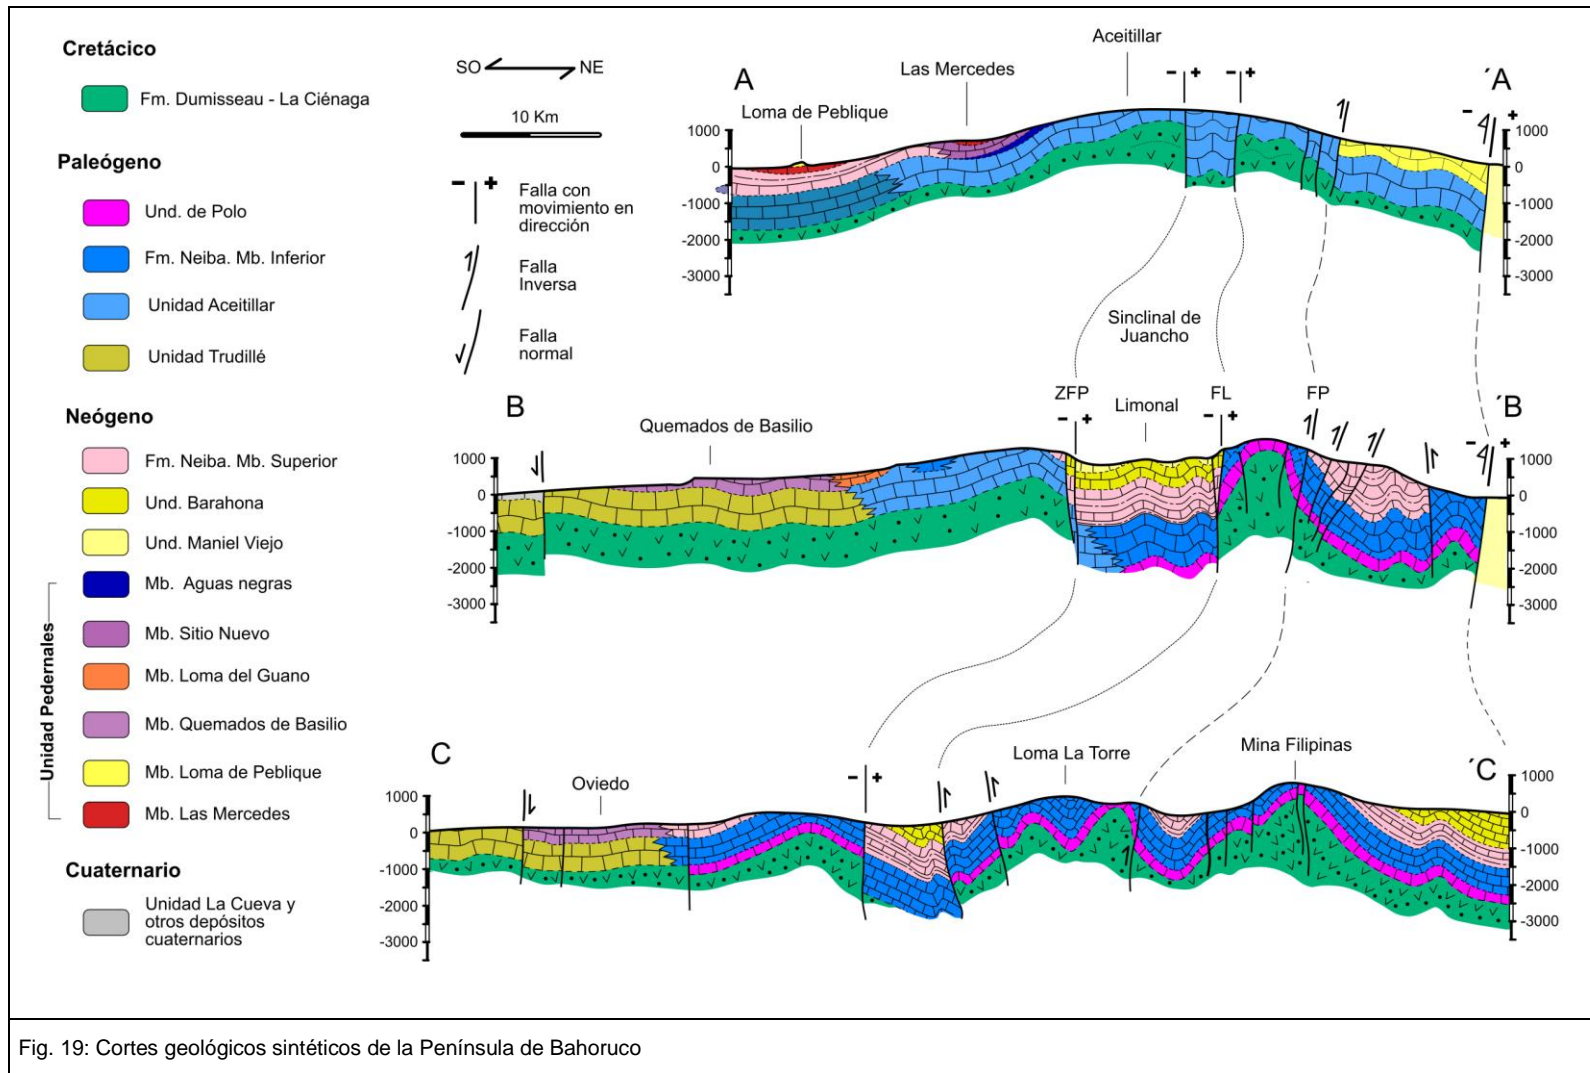 Cretácico
Fm. Dumisseau - La Ciénaga
Paleógeno
Und. de Polo
Fm. Neiba. Mb. Inferior
Unidad Aceitillar
Unidad Trudillé
Neógeno
Fm. Neiba. Mb. Superior
Und. Barahona
Und. Maniel Viejo
Mb. Aguas negras
Mb. Sitio Nuevo
Mb. Loma del Guano
Mb. Quemados de Basilio
Mb. Loma de Peblique
Mb. Las Mercedes
Unidad Pedernales
Cuaternario
Unidad La Cueva y
otros depósitos
cuaternarios
SO NE
10 Km
- +
Falla con
movimiento en
dirección
Falla
Inversa
Falla
normal
A
Loma de Peblique
Las Mercedes
Aceitillar
- +
- +
- +
´A
1000
0
-1000
-2000
-3000
1000
0
-1000
-2000
-3000
Sinclinal de
Juancho
B
Quemados de Basilio
ZFP
- +
Limonal
FL
- +
FP
- +
´B
1000
0
-1000
-2000
-3000
1000
0
-1000
-2000
-3000
C
Oviedo
- +
Loma La Torre
Mina Filipinas
´C
1000
0
-1000
-2000
-3000
1000
0
-1000
-2000
-3000
Fig. 19: Cortes geológicos sintéticos de la Península de Bahoruco